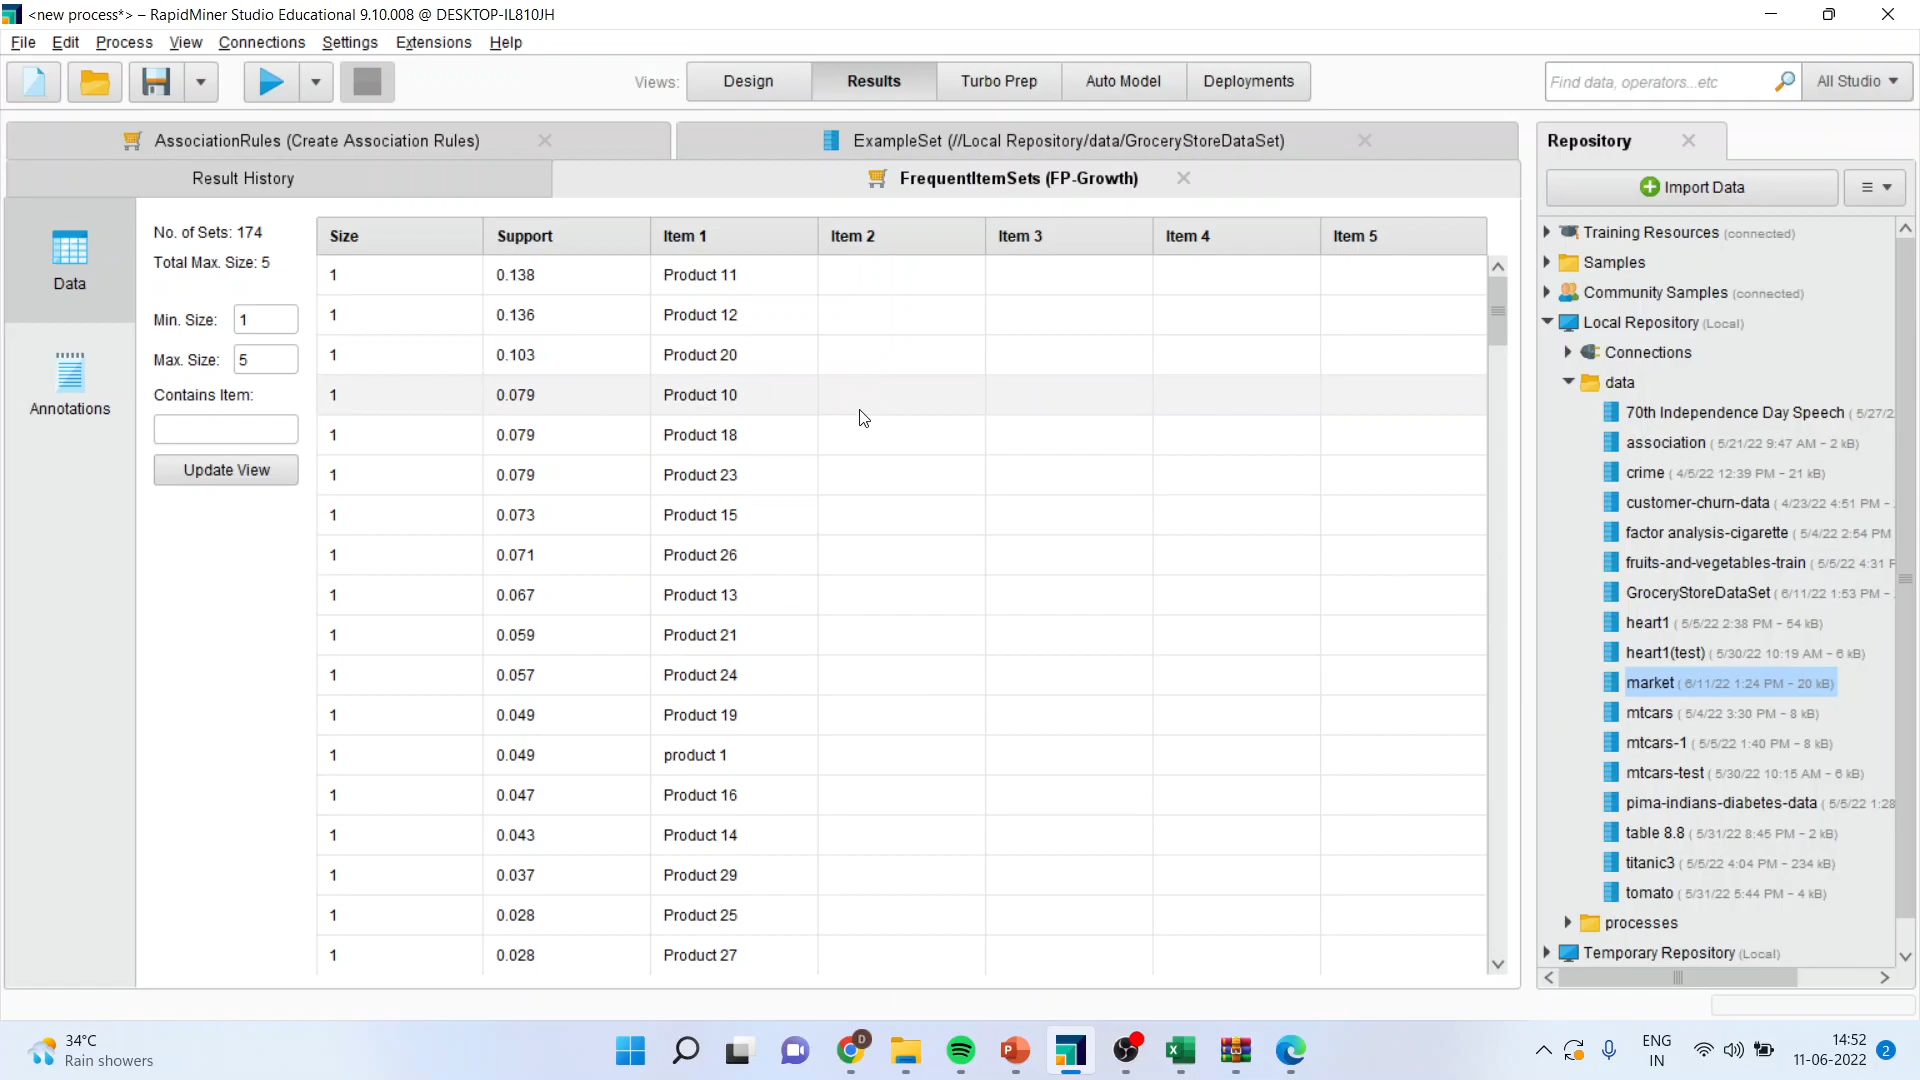 <new process*> – RapidMiner Studio Educational 9.10.008 @ DESKTOP-IL810JH
File Edit Process View Connections Settings Extensions Help
Views: Design Results Turbo Prep Auto Model Deployments
Find data, operators...etc All Studio
AssociationRules (Create Association Rules) ExampleSet (//Local Repository/data/GroceryStoreDataSet)
Result History FrequentItemSets (FP-Growth)
Data
Annotations
No. of Sets: 174
Total Max. Size: 5
Min. Size: 1
Max. Size: 5
Contains Item:
Update View
Size Support Item 1 Item 2 Item 3 Item 4 Item 5
1 0.138 Product 11
1 0.136 Product 12
1 0.103 Product 20
1 0.079 Product 10
1 0.079 Product 18
1 0.079 Product 23
1 0.073 Product 15
1 0.071 Product 26
1 0.067 Product 13
1 0.059 Product 21
1 0.057 Product 24
1 0.049 Product 19
1 0.049 product 1
1 0.047 Product 16
1 0.043 Product 14
1 0.037 Product 29
1 0.028 Product 25
1 0.028 Product 27
Repository
Import Data
Training Resources (connected)
Samples
Community Samples (connected)
Local Repository (Local)
Connections
data
70th Independence Day Speech ( 5/27/2
association ( 5/21/22 9:47 AM – 2 kB)
crime ( 4/5/22 12:39 PM – 21 kB)
customer-churn-data ( 4/23/22 4:51 PM –
factor analysis-cigarette ( 5/4/22 2:54 PM
fruits-and-vegetables-train ( 5/5/22 4:31 P
GroceryStoreDataSet ( 6/11/22 1:53 PM –
heart1 ( 5/5/22 2:38 PM – 54 kB)
heart1(test) ( 5/30/22 10:19 AM – 6 kB)
market ( 6/11/22 1:24 PM – 20 kB)
mtcars ( 5/4/22 3:30 PM – 8 kB)
mtcars-1 ( 5/5/22 1:40 PM – 8 kB)
mtcars-test ( 5/30/22 10:15 AM – 6 kB)
pima-indians-diabetes-data ( 5/5/22 1:28
table 8.8 ( 5/31/22 8:45 PM – 2 kB)
titanic3 ( 5/5/22 4:04 PM – 234 kB)
tomato ( 5/31/22 5:44 PM – 4 kB)
processes
Temporary Repository (Local)
34°C
Rain showers
D
P
X
ENG
IN
14:52
11-06-2022
2